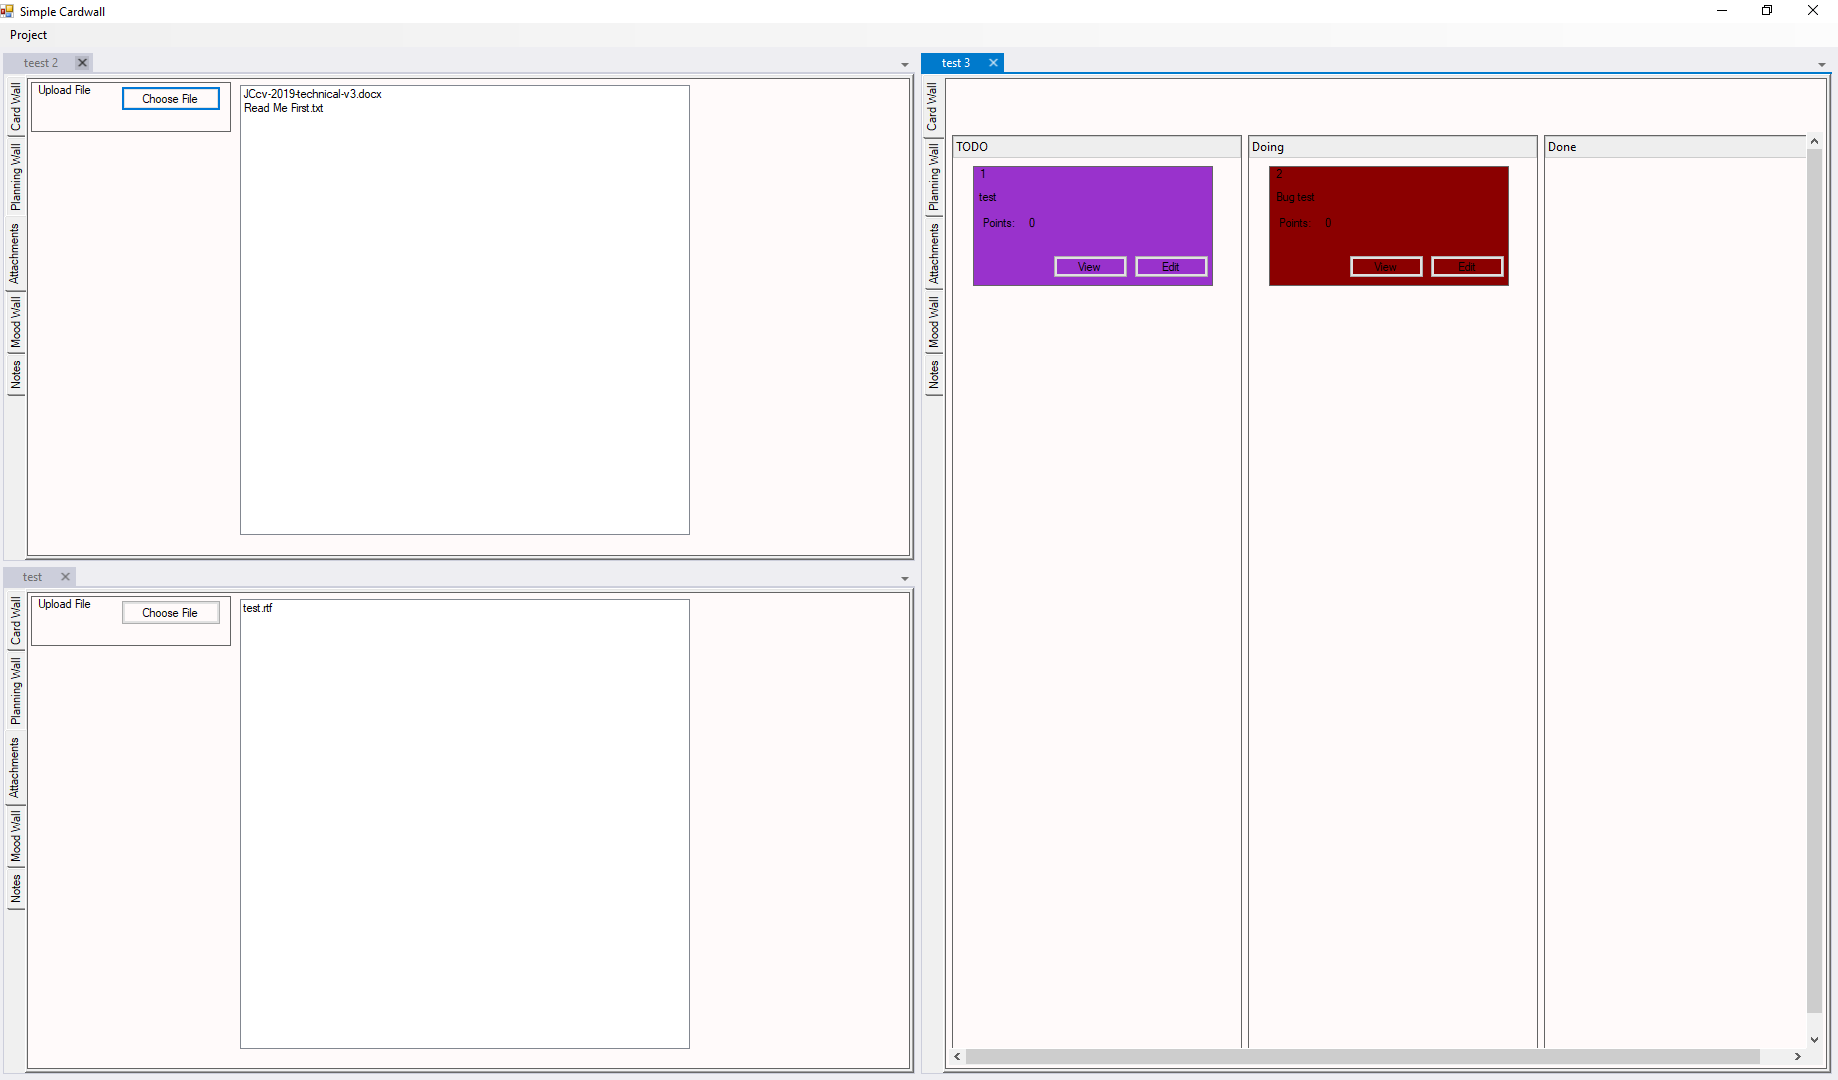 Simple Cardwall
Project
teest 2
Card Wall
Planning Wall
Attachments
Mood Wall
Notes
Upload File
Choose File
JCcv-2019-technical-v3.docx
Read Me First.txt
test
Card Wall
Planning Wall
Attachments
Mood Wall
Notes
Upload File
Choose File
test.rtf
test 3
Card Wall
Planning Wall
Attachments
Mood Wall
Notes
TODO
1
test
Points: 0
View Edit
Doing
2
Bug test
Points: 0
View Edit
Done